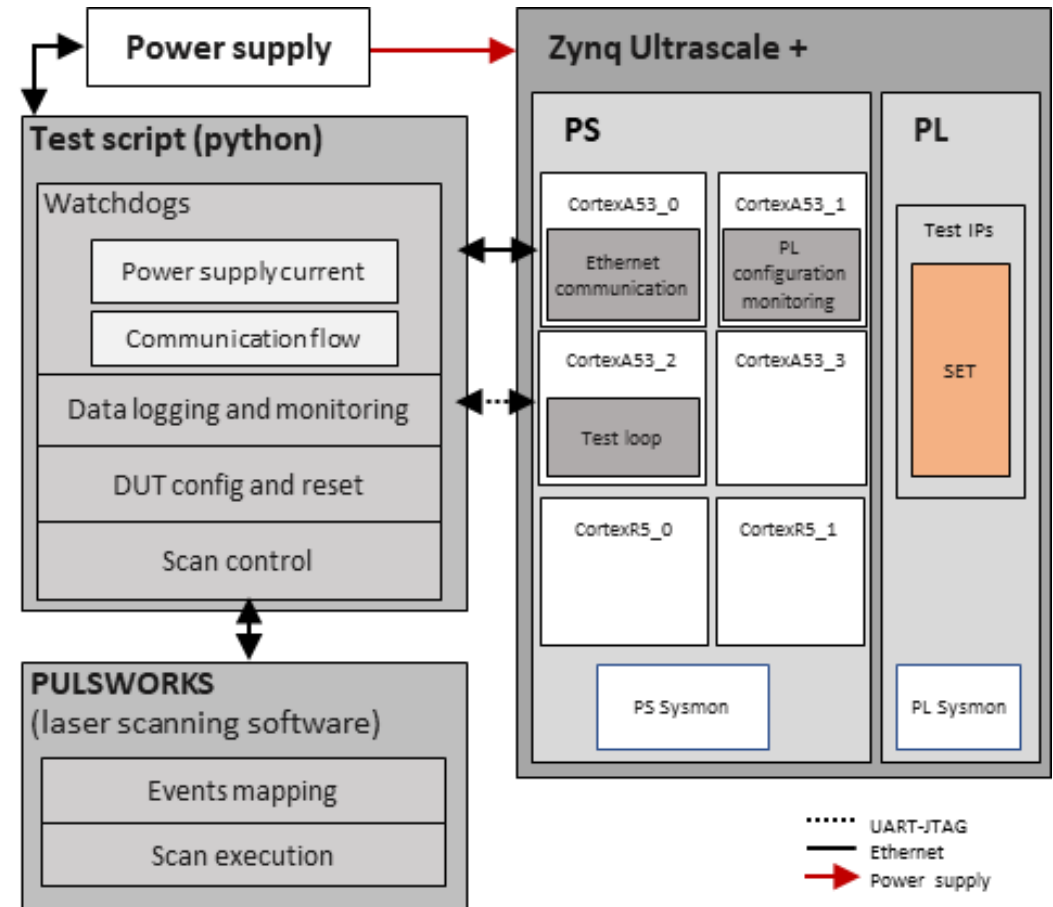 Power supply
Test script (python)
Watchdogs
Power supply current
Communication flow
Data logging and monitoring
DUT config and reset
Scan control
PULSWORKS
(laser scanning software)
Events mapping
Scan execution
Zynq Ultrascale +
PS
CortexA53_0
Ethernet
communication
CortexA53_1
PL
configuration
monitoring
CortexA53_2
Test loop
CortexA53_3
CortexR5_0
CortexR5_1
PS Sysmon
PL
Test IPs
SET
PL Sysmon
UART-JTAG
Ethernet
Power supply